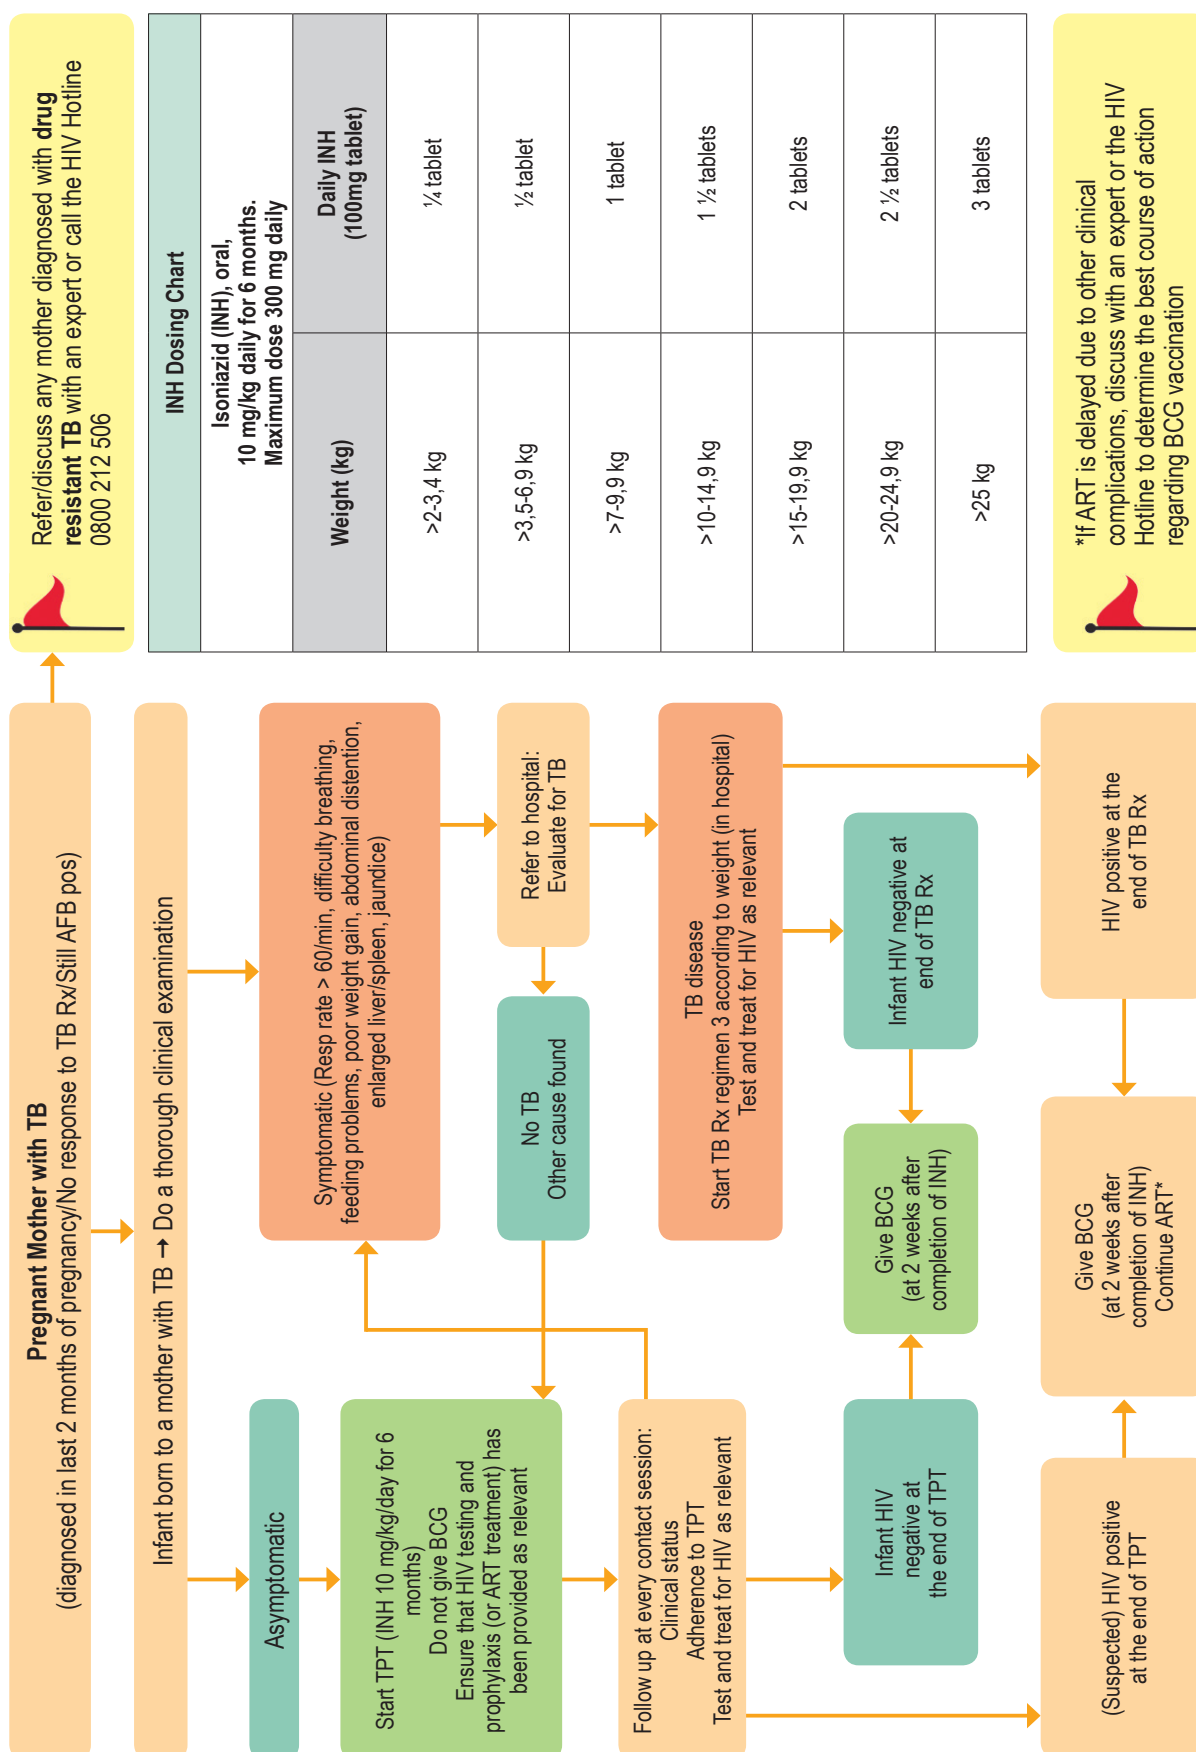 Pregnant Mother with TB
(diagnosed in last 2 months of pregnancy/No response to TB Rx/Still AFB pos)
Refer/discuss any mother diagnosed with drug
resistant TB with an expert or call the HIV Hotline
0800 212 506
Infant born to a mother with TB → Do a thorough clinical examination
Asymptomatic
Symptomatic (Resp rate > 60/min, difficulty breathing,
feeding problems, poor weight gain, abdominal distention,
enlarged liver/spleen, jaundice)
Start TPT (INH 10 mg/kg/day for 6
months)
Do not give BCG
Ensure that HIV testing and
prophylaxis (or ART treatment) has
been provided as relevant
No TB
Other cause found
Refer to hospital:
Evaluate for TB
Follow up at every contact session:
Clinical status
Adherence to TPT
Test and treat for HIV as relevant
TB disease
Start TB Rx regimen 3 according to weight (in hospital)
Test and treat for HIV as relevant
Infant HIV
negative at
the end of TPT
Give BCG
(at 2 weeks after
completion of INH)
Infant HIV negative at
end of TB Rx
(Suspected) HIV positive
at the end of TPT
Give BCG
(at 2 weeks after
completion of INH)
Continue ART*
HIV positive at the
end of TB Rx
INH Dosing Chart
Isoniazid (INH), oral,
10 mg/kg daily for 6 months.
Maximum dose 300 mg daily
Weight (kg)
Daily INH
(100mg tablet)
>2-3,4 kg
¼ tablet
>3,5-6,9 kg
½ tablet
>7-9,9 kg
1 tablet
>10-14,9 kg
1 ½ tablets
>15-19,9 kg
2 tablets
>20-24,9 kg
2 ½ tablets
>25 kg
3 tablets
*If ART is delayed due to other clinical
complications, discuss with an expert or the HIV
Hotline to determine the best course of action
regarding BCG vaccination